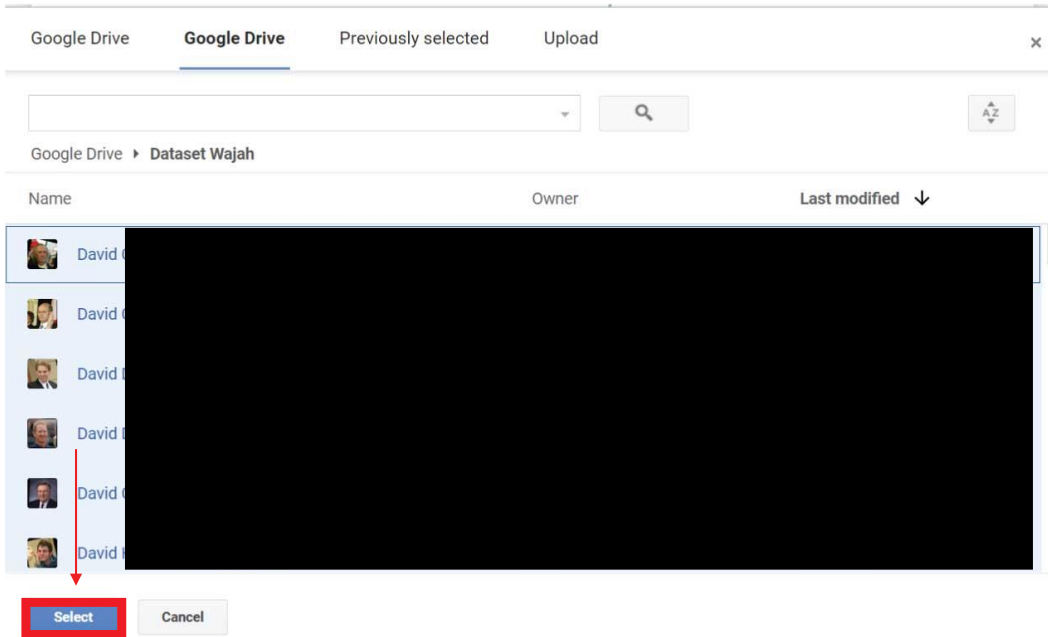 Google Drive Google Drive Previously selected Upload ×
AZ
Google Drive ▸ Dataset Wajah
Name Owner Last modified ↓
David
David
David
David
David
David
Select Cancel